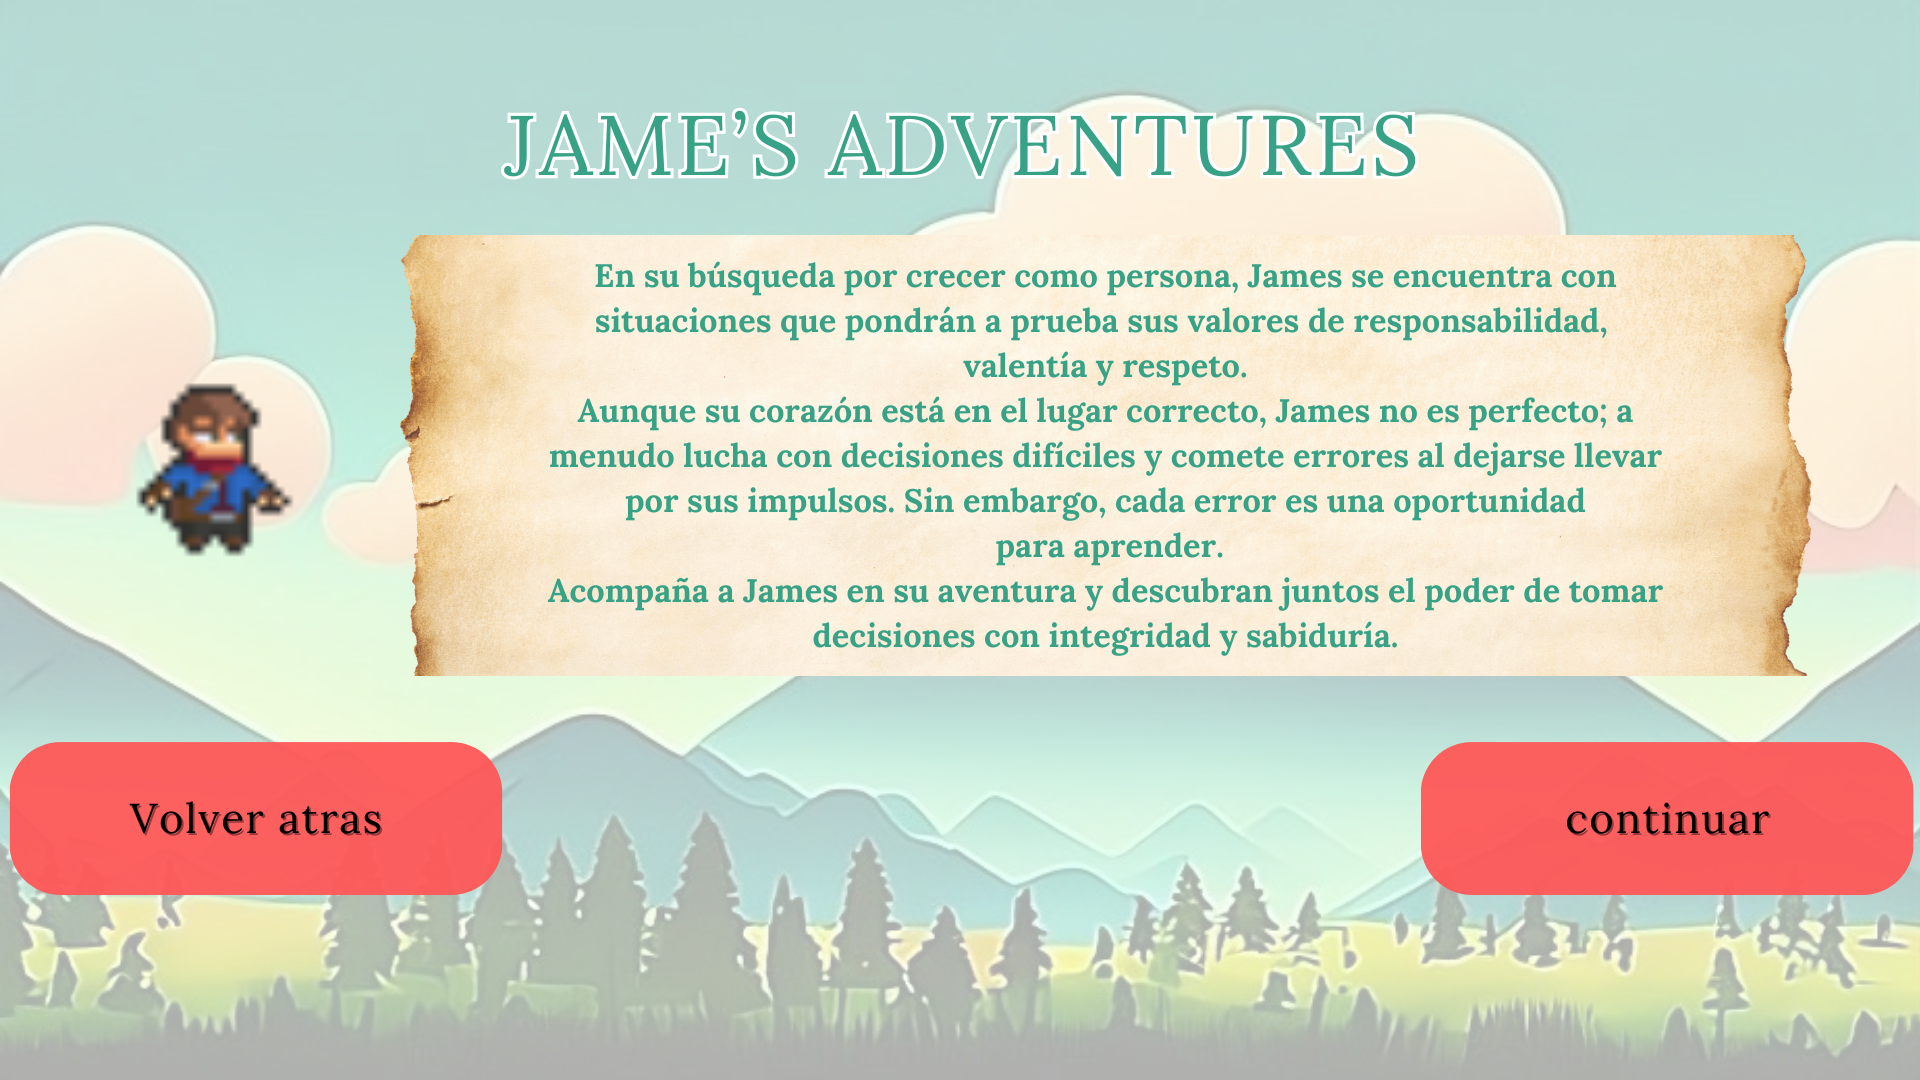 JAME’S ADVENTURES
En su búsqueda por crecer como persona, James se encuentra con
situaciones que pondrán a prueba sus valores de responsabilidad,
valentía y respeto.
Aunque su corazón está en el lugar correcto, James no es perfecto; a
menudo lucha con decisiones difíciles y comete errores al dejarse llevar
por sus impulsos. Sin embargo, cada error es una oportunidad
para aprender.
Acompaña a James en su aventura y descubran juntos el poder de tomar
decisiones con integridad y sabiduría.
Volver atras
continuar